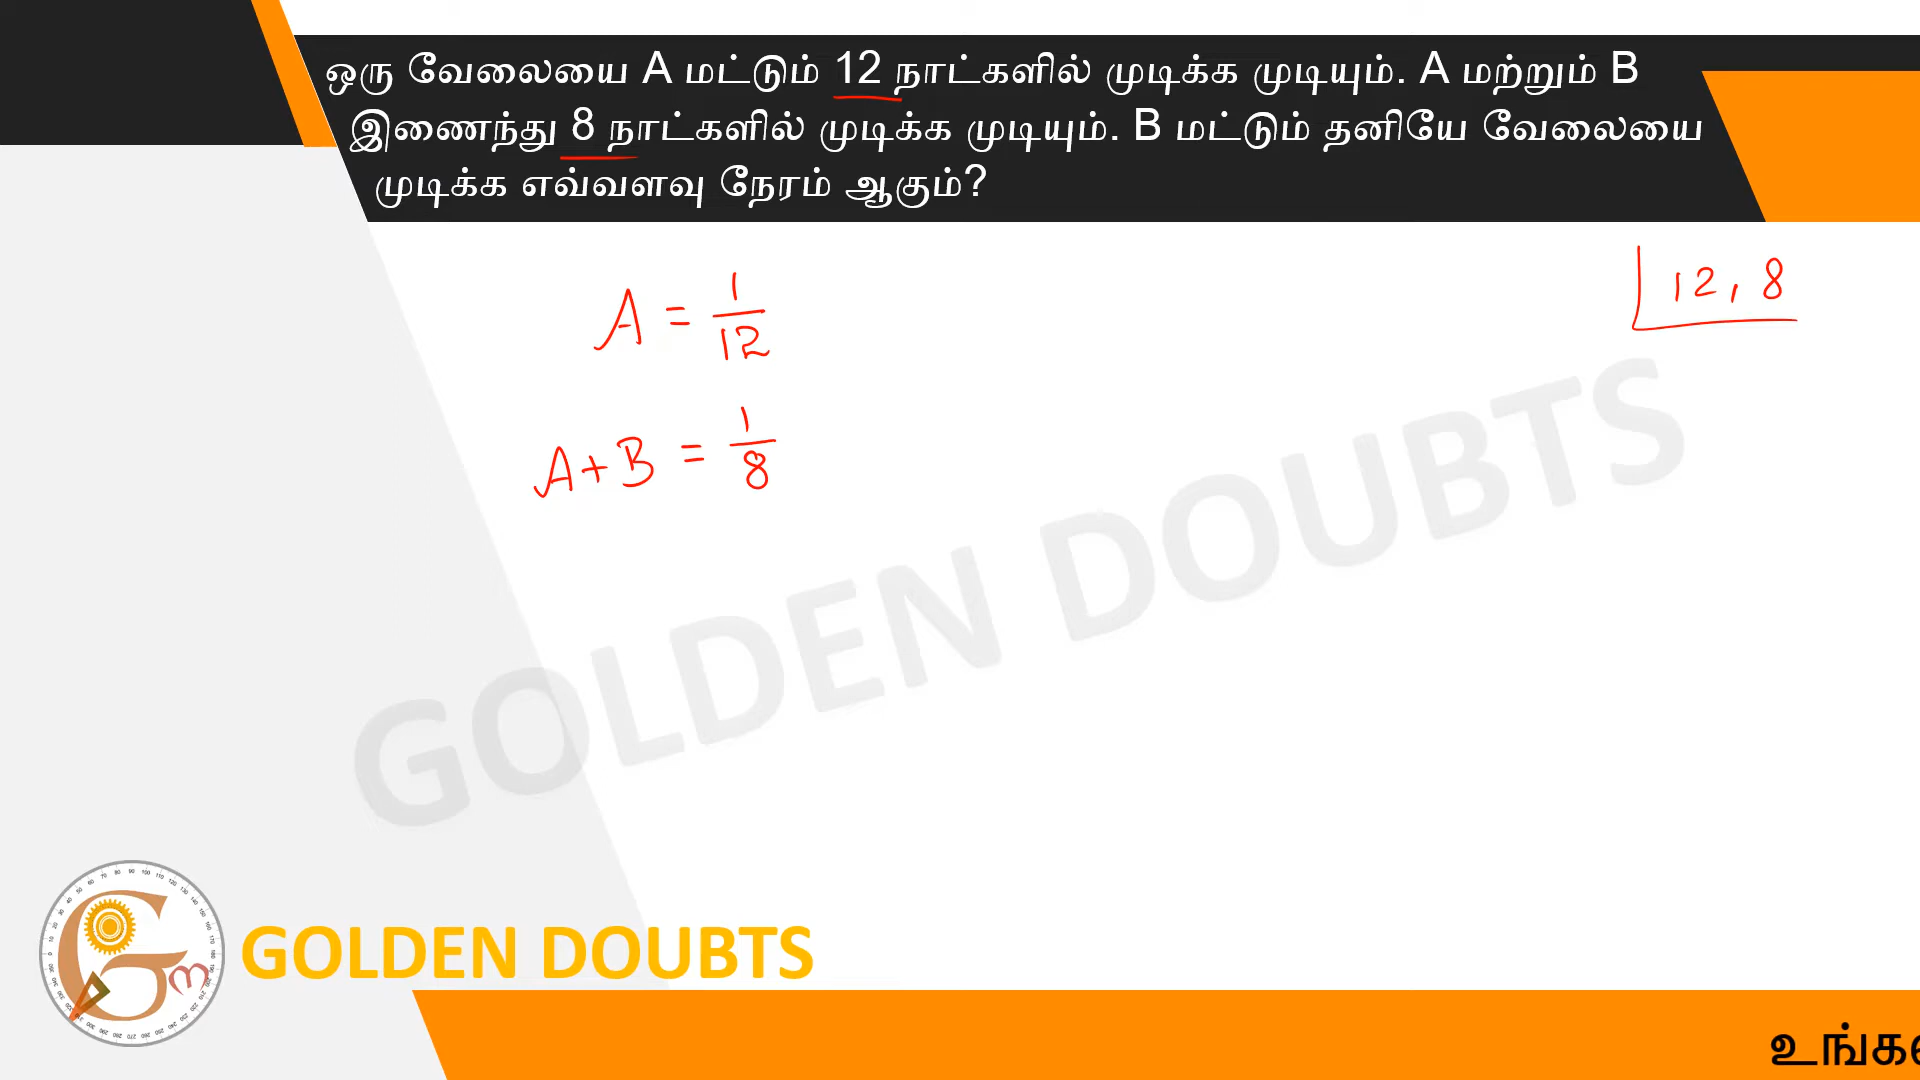 ஒரு வேலையை A மட்டும் 12 நாட்களில் முடிக்க முடியும். A மற்றும் B
இணைந்து 8 நாட்களில் முடிக்க முடியும். B மட்டும் தனியே வேலையை
முடிக்க எவ்வளவு நேரம் ஆகும்?
12, 8
A = 1/12
A+B = 1/8
GOLDEN DOUBTS
GOLDEN DOUBTS